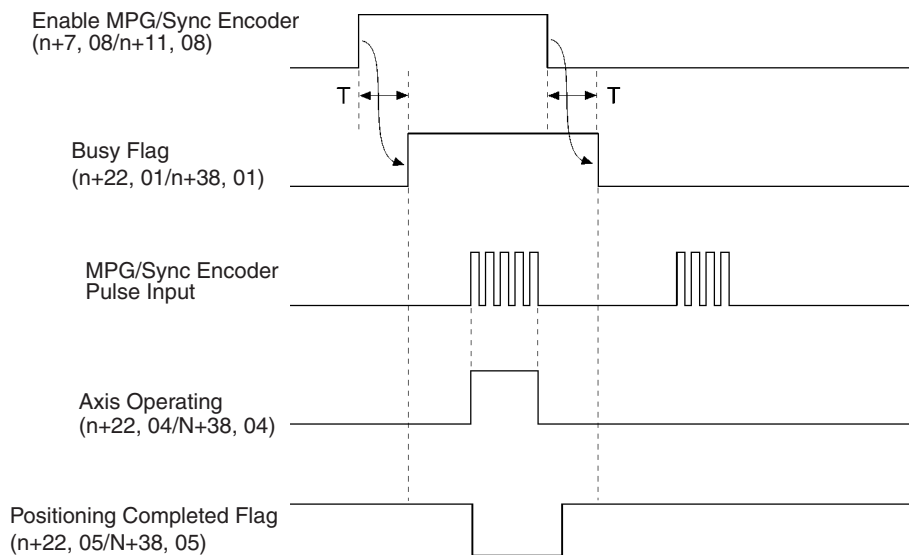 Enable MPG/Sync Encoder
(n+7, 08/n+11, 08)
T
T
Busy Flag
(n+22, 01/n+38, 01)
MPG/Sync Encoder
Pulse Input
Axis Operating
(n+22, 04/N+38, 04)
Positioning Completed Flag
(n+22, 05/N+38, 05)